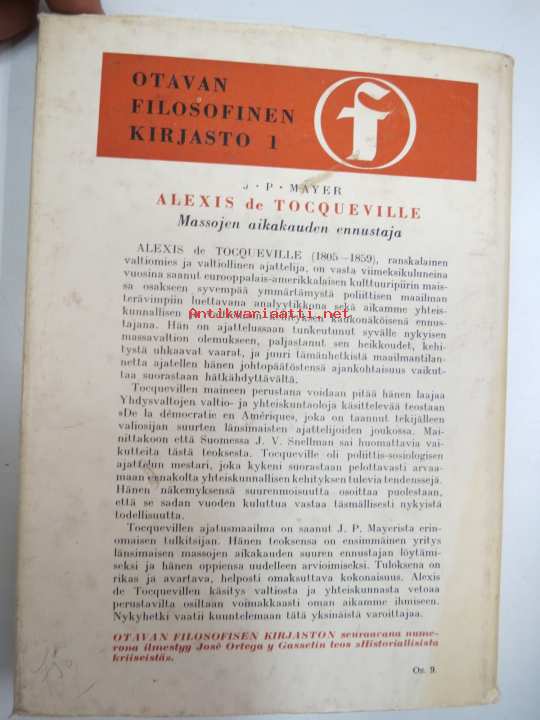 OTAVAN
FILOSOFINEN
KIRJASTO 1
f
J · P · MAYER
ALEXIS de TOCQUEVILLE
Massojen aikakauden ennustaja
ALEXIS de TOCQUEVILLE (1805—1859), ranskalainen
valtiomies ja valtiollinen ajattelija, on vasta viimeksikuluneina
vuosina saanut eurooppalais-amerikkalaisen kulttuuripiirin mais-
sa osakseen syvempää ymmärtämystä poliittisen maailman
terävimpiin luettavana analyytikkona sekä aikamme yhteis-
kunnallisen kehityksen kaukonäköisenä ennus-
Antikvariaatti.net
tajana. Hän on ajattelussaan tunkeutunut syvälle nykyisen
massavaltion olemukseen, paljastanut sen heikkoudet, kehi-
tystä uhkaavat vaarat, ja juuri tämänhetkistä maailmantilan-
netta ajatellen hänen johtopäätöstensä ajankohtaisuus vaikut-
taa suorastaan hätkähdyttävältä.
Tocquevillen maineen perustana voidaan pitää hänen laajaa
Yhdysvaltojen valtio- ja yhteiskuntaoloja käsittelevää teostaan
»De la démocratie en Amérique», joka on taannut tekijälleen
valiosijan suurten länsimaisten ajattelijoiden joukossa. Mai-
nittakoon että Suomessa J. V. Snellman sai huomattavia vai-
kutteita tästä teoksesta. Tocqueville oli poliittis-sosiologisen
ajattelun mestari, joka kykeni suorastaan pelottavasti arvaa-
maan ennakolta yhteiskunnallisen kehityksen tulevia tendenssejä.
Hänen näkemyksensä suurenmoisuutta osoittaa puolestaan,
että se sadan vuoden kuluttua vastaa täsmällisesti nykyistä
todellisuutta.
Tocquevillen ajatusmaailma on saanut J. P. Mayerista erin-
omaisen tulkitsijan. Hänen teoksensa on ensimmäinen yritys
länsimaisen massojen aikakauden suuren ennustajan löytämi-
seksi ja hänen oppiensa uudelleen arvioimiseksi. Tuloksena on
rikas ja avartava, helposti omaksuttava kokonaisuus. Alexis
de Tocquevillen käsitys valtiosta ja yhteiskunnasta vetoaa
perustavilta osiltaan voimakkaasti oman aikamme ihmiseen.
Nykyhetki vaatii kuuntelemaan tätä yksinäistä varoittajaa.
OTAVAN FILOSOFISEN KIRJASTON seuraavana nume-
rona ilmestyy José Ortega y Gassetin teos »Historiallisista
kriiseistä».
Ov. 9.